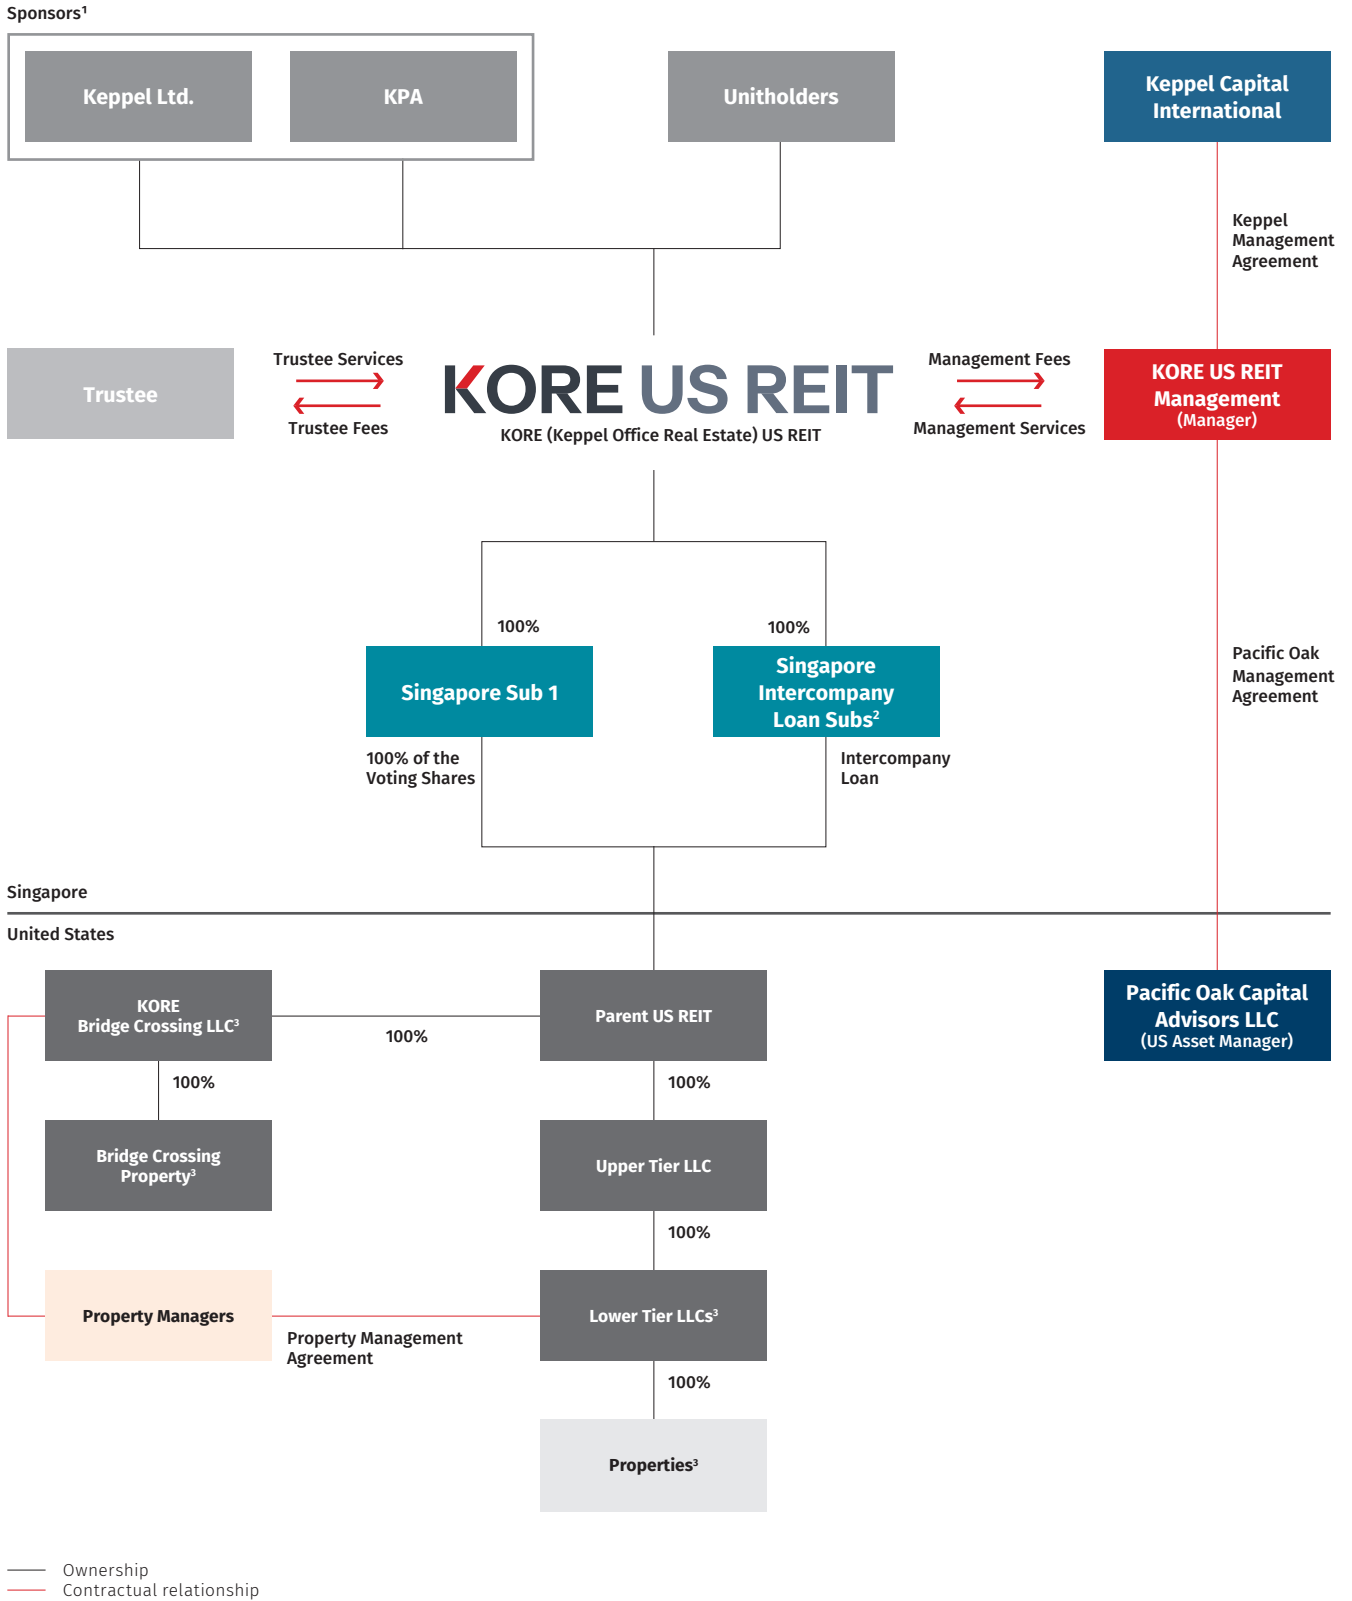 Sponsors¹
Keppel Ltd.
KPA
Unitholders
Keppel Capital
International
Keppel
Management
Agreement
Trustee
Trustee Services
Trustee Fees
KORE US REIT
KORE (Keppel Office Real Estate) US REIT
Management Fees
Management Services
KORE US REIT
Management
(Manager)
100%
100%
Singapore Sub 1
Singapore
Intercompany
Loan Subs²
Pacific Oak
Management
Agreement
100% of the
Voting Shares
Intercompany
Loan
Singapore
United States
KORE
Bridge Crossing LLC³
100%
Parent US REIT
Pacific Oak Capital
Advisors LLC
(US Asset Manager)
100%
100%
Bridge Crossing
Property³
Upper Tier LLC
100%
Property Managers
Property Management
Agreement
Lower Tier LLCs³
100%
Properties³
Ownership
Contractual relationship